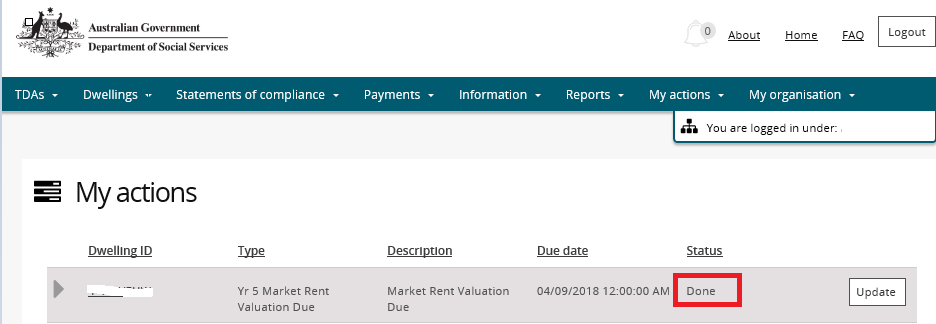 Australian Government
Department of Social Services
0
About
Home
FAQ
Logout
TDAs
Dwellings
Statements of compliance
Payments
Information
Reports
My actions
My organisation
You are logged in under:
My actions
Dwelling ID
Type
Description
Due date
Status
Yr 5 Market Rent
Valuation Due
Market Rent Valuation
Due
04/09/2018 12:00:00 AM
Done
Update